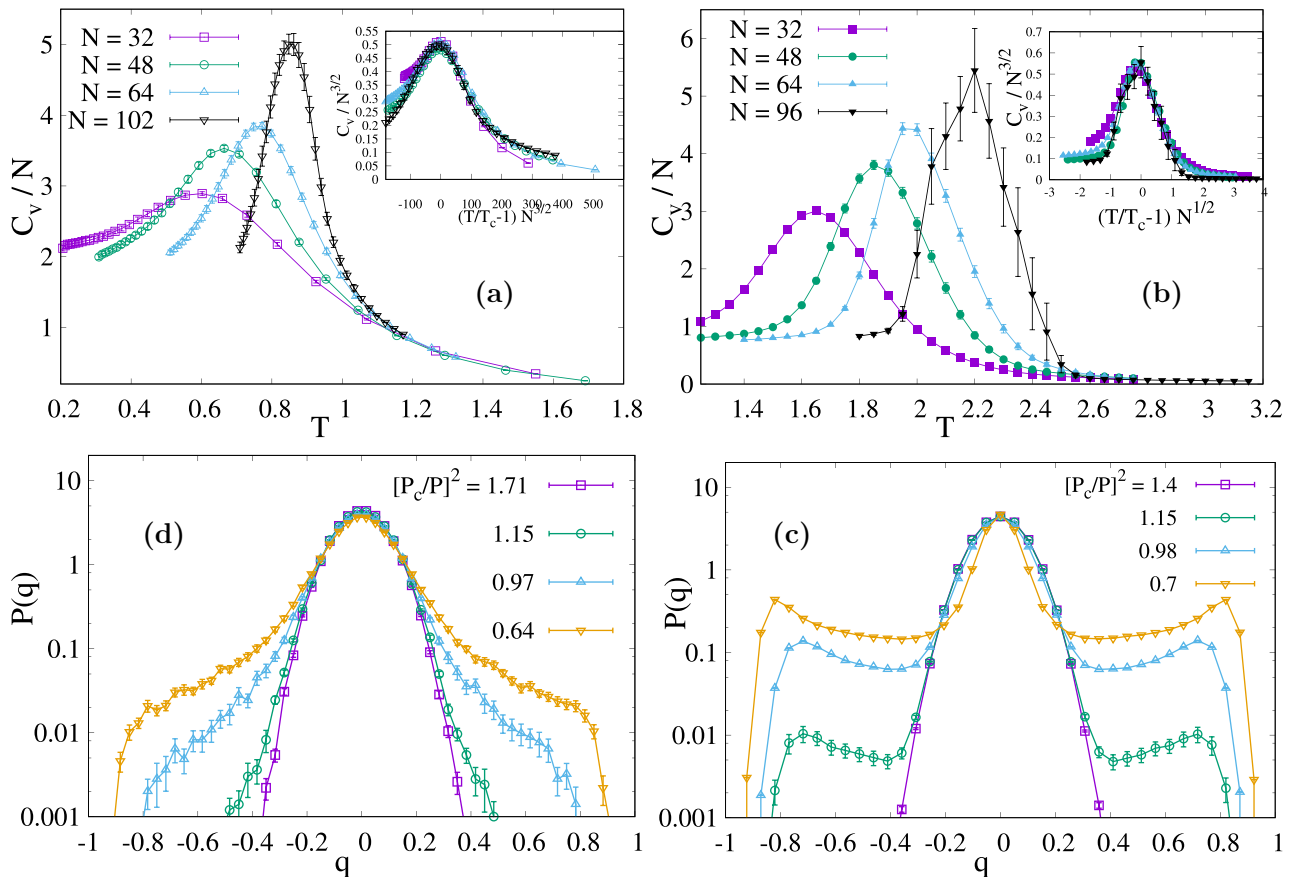 C_v / N
5
4
3
2
1
0.2 0.4 0.6 0.8 1 1.2 1.4 1.6 1.8
T
N = 32
N = 48
N = 64
N = 102
(a)
C_v / N^{3/2}
0.55
0.5
0.45
0.4
0.35
0.3
0.25
0.2
0.15
0.1
0.05
0
-100 0 100 200 300 400 500
(T/T_c-1) N^{3/2}
C_v / N
6
5
4
3
2
1
0
1.4 1.6 1.8 2 2.2 2.4 2.6 2.8 3 3.2
T
N = 32
N = 48
N = 64
N = 96
(b)
C_v / N^{3/2}
0.7
0.6
0.5
0.4
0.3
0.2
0.1
0
-3 -2 -1 0 1 2 3 4
(T/T_c-1) N^{1/2}
P(q)
10
1
0.1
0.01
0.001
-1 -0.8 -0.6 -0.4 -0.2 0 0.2 0.4 0.6 0.8 1
q
(d)
[P_c/P]^2 = 1.71
1.15
0.97
0.64
P(q)
10
1
0.1
0.01
0.001
-1 -0.8 -0.6 -0.4 -0.2 0 0.2 0.4 0.6 0.8 1
q
(c)
[P_c/P]^2 = 1.4
1.15
0.98
0.7